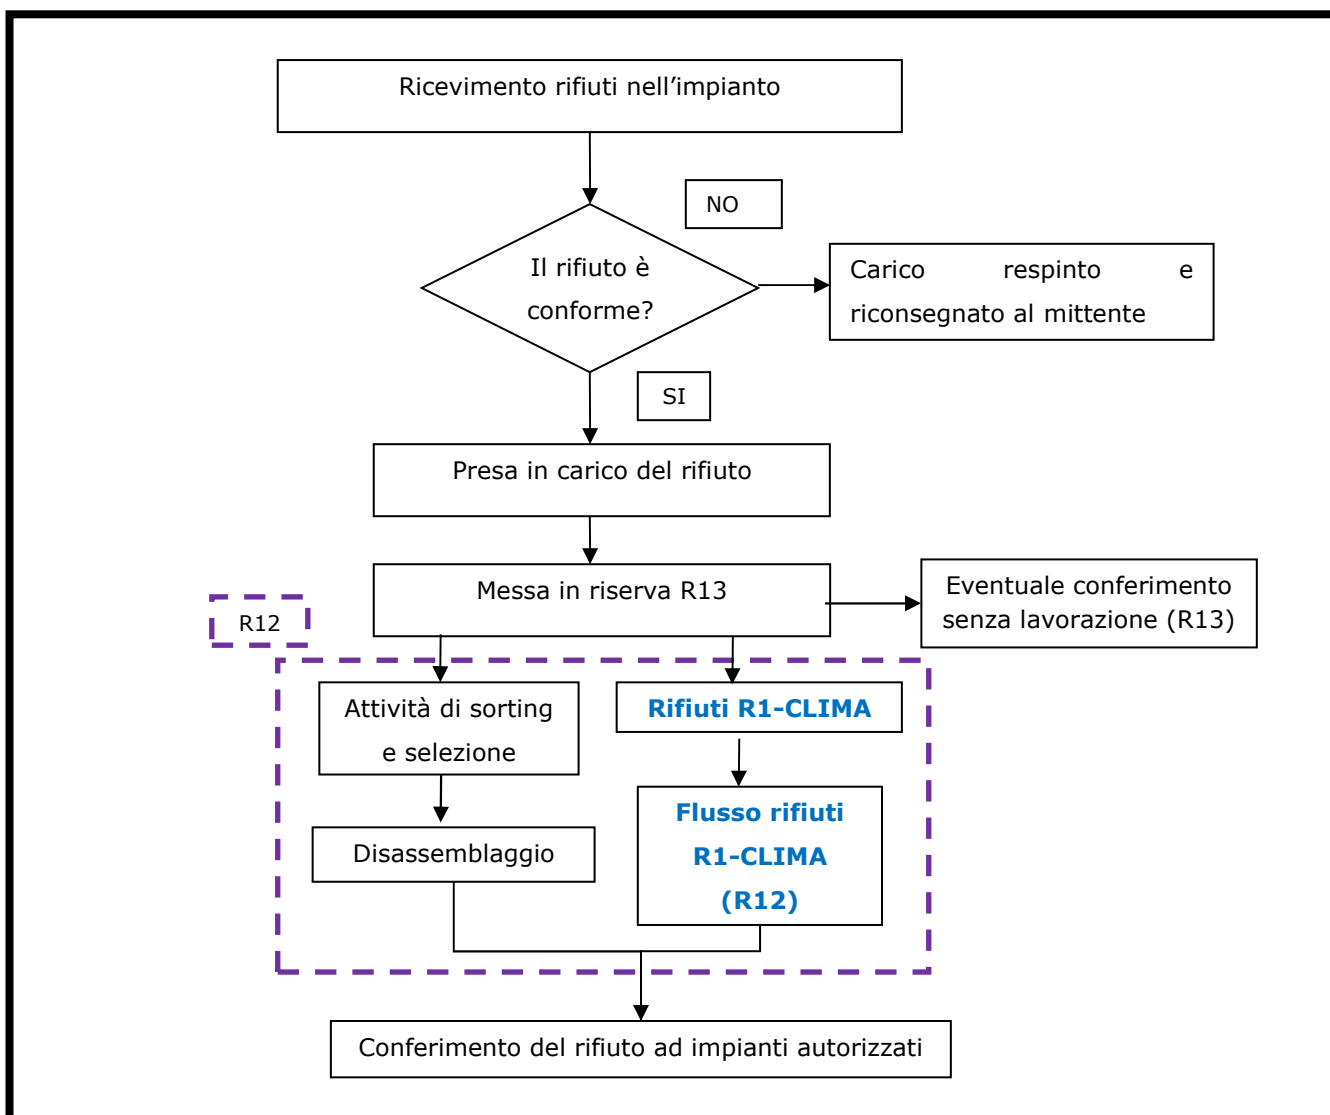 Ricevimento rifiuti nell'impianto
NO
Il rifiuto è
conforme?
Carico respinto e
riconsegnato al mittente
SI
Presa in carico del rifiuto
Messa in riserva R13
Eventuale conferimento
senza lavorazione (R13)
R12
Attività di sorting
e selezione
Rifiuti R1-CLIMA
Disassemblaggio
Flusso rifiuti
R1-CLIMA
(R12)
Conferimento del rifiuto ad impianti autorizzati